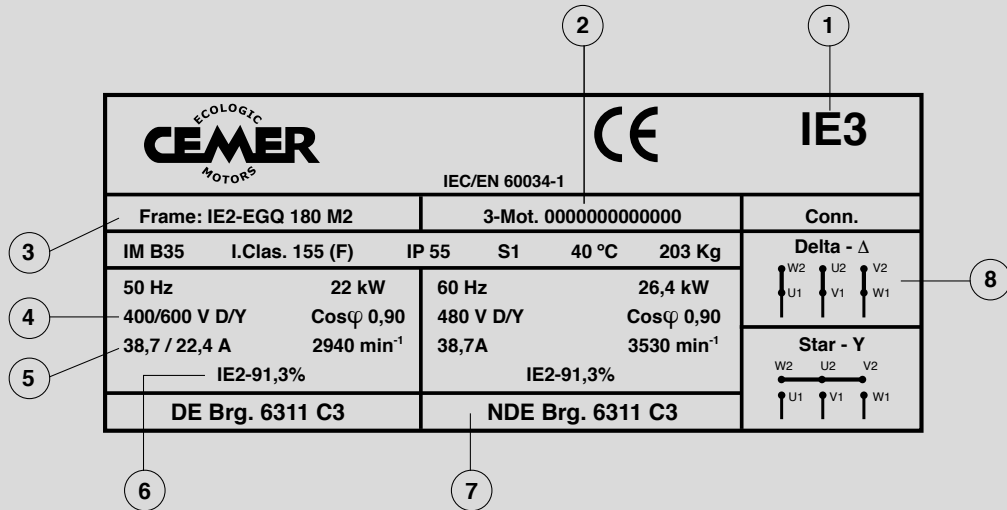 2
1
ECOLOGIC
CEMER
MOTORS
CE
IE3
IEC/EN 60034-1
3
Frame: IE2-EGQ 180 M2
3-Mot. 0000000000000
Conn.
IM B35 I.Clas. 155 (F) IP 55 S1 40 ºC 203 Kg
Delta - Δ
W2 U2 V2
U1 V1 W1
8
50 Hz 22 kW
60 Hz 26,4 kW
4
400/600 V D/Y Cosφ 0,90
480 V D/Y Cosφ 0,90
5
38,7 / 22,4 A 2940 min⁻¹
38,7A 3530 min⁻¹
IE2-91,3%
IE2-91,3%
Star - Y
W2 U2 V2
U1 V1 W1
DE Brg. 6311 C3
NDE Brg. 6311 C3
6
7